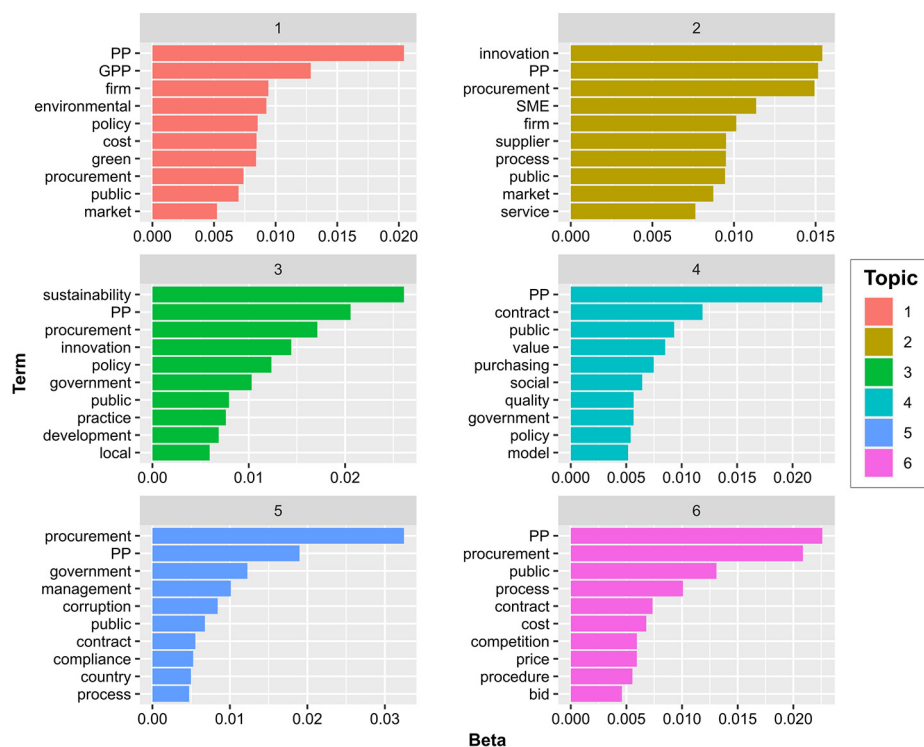 1
PP
GPP
firm
environmental
policy
cost
green
procurement
public
market
0.000 0.005 0.010 0.015 0.020
2
innovation
PP
procurement
SME
firm
supplier
process
public
market
service
0.000 0.005 0.010 0.015
3
sustainability
PP
procurement
innovation
policy
government
public
practice
development
local
0.00 0.01 0.02
4
PP
contract
public
value
purchasing
social
quality
government
policy
model
0.000 0.005 0.010 0.015 0.020
5
procurement
PP
government
management
corruption
public
contract
compliance
country
process
0.00 0.01 0.02 0.03
6
PP
procurement
public
process
contract
cost
competition
price
procedure
bid
0.000 0.005 0.010 0.015 0.020
Term
Beta
Topic
1
2
3
4
5
6